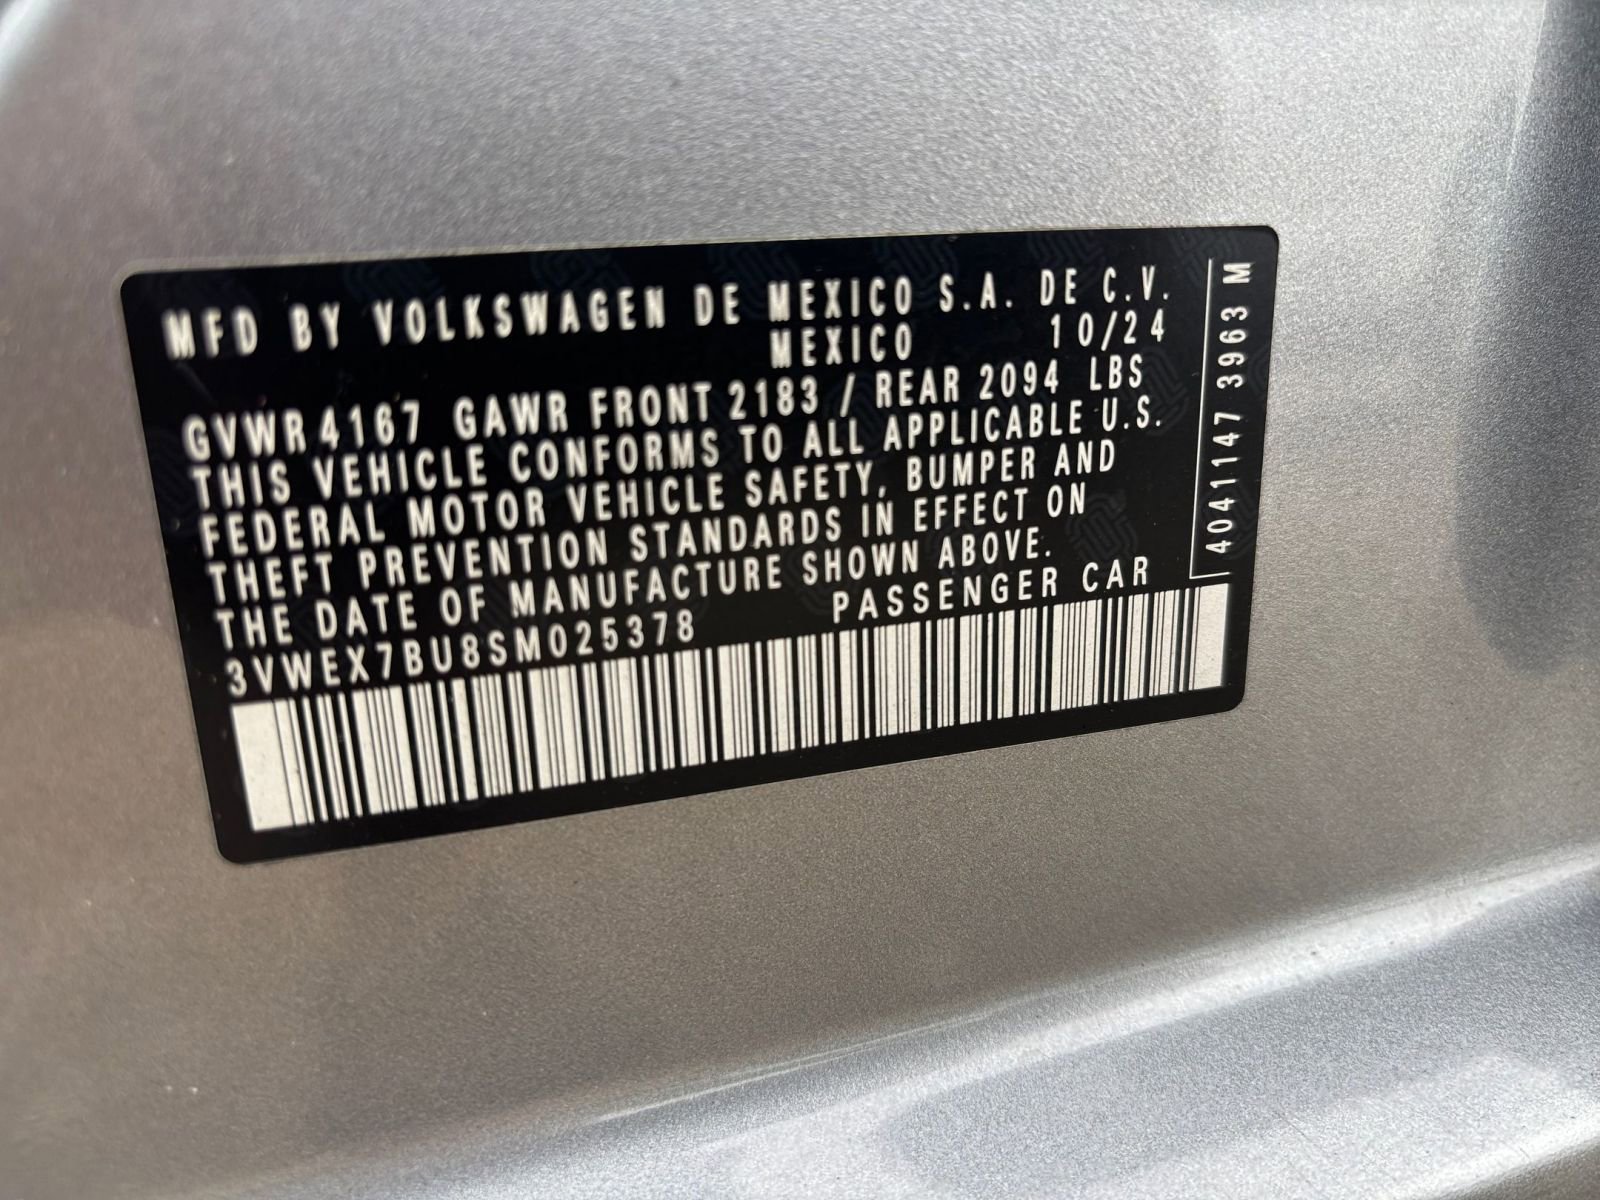 MFD BY VOLKSWAGEN DE MEXICO S.A. DE C.V.
MEXICO 10/24
GVWR 4167 GAWR FRONT 2183 / REAR 2094 LBS
THIS VEHICLE CONFORMS TO ALL APPLICABLE U.S.
FEDERAL MOTOR VEHICLE SAFETY, BUMPER AND
THEFT PREVENTION STANDARDS IN EFFECT ON
THE DATE OF MANUFACTURE SHOWN ABOVE.
3VWEX7BU8SM025378 PASSENGER CAR
4041147 3963 M